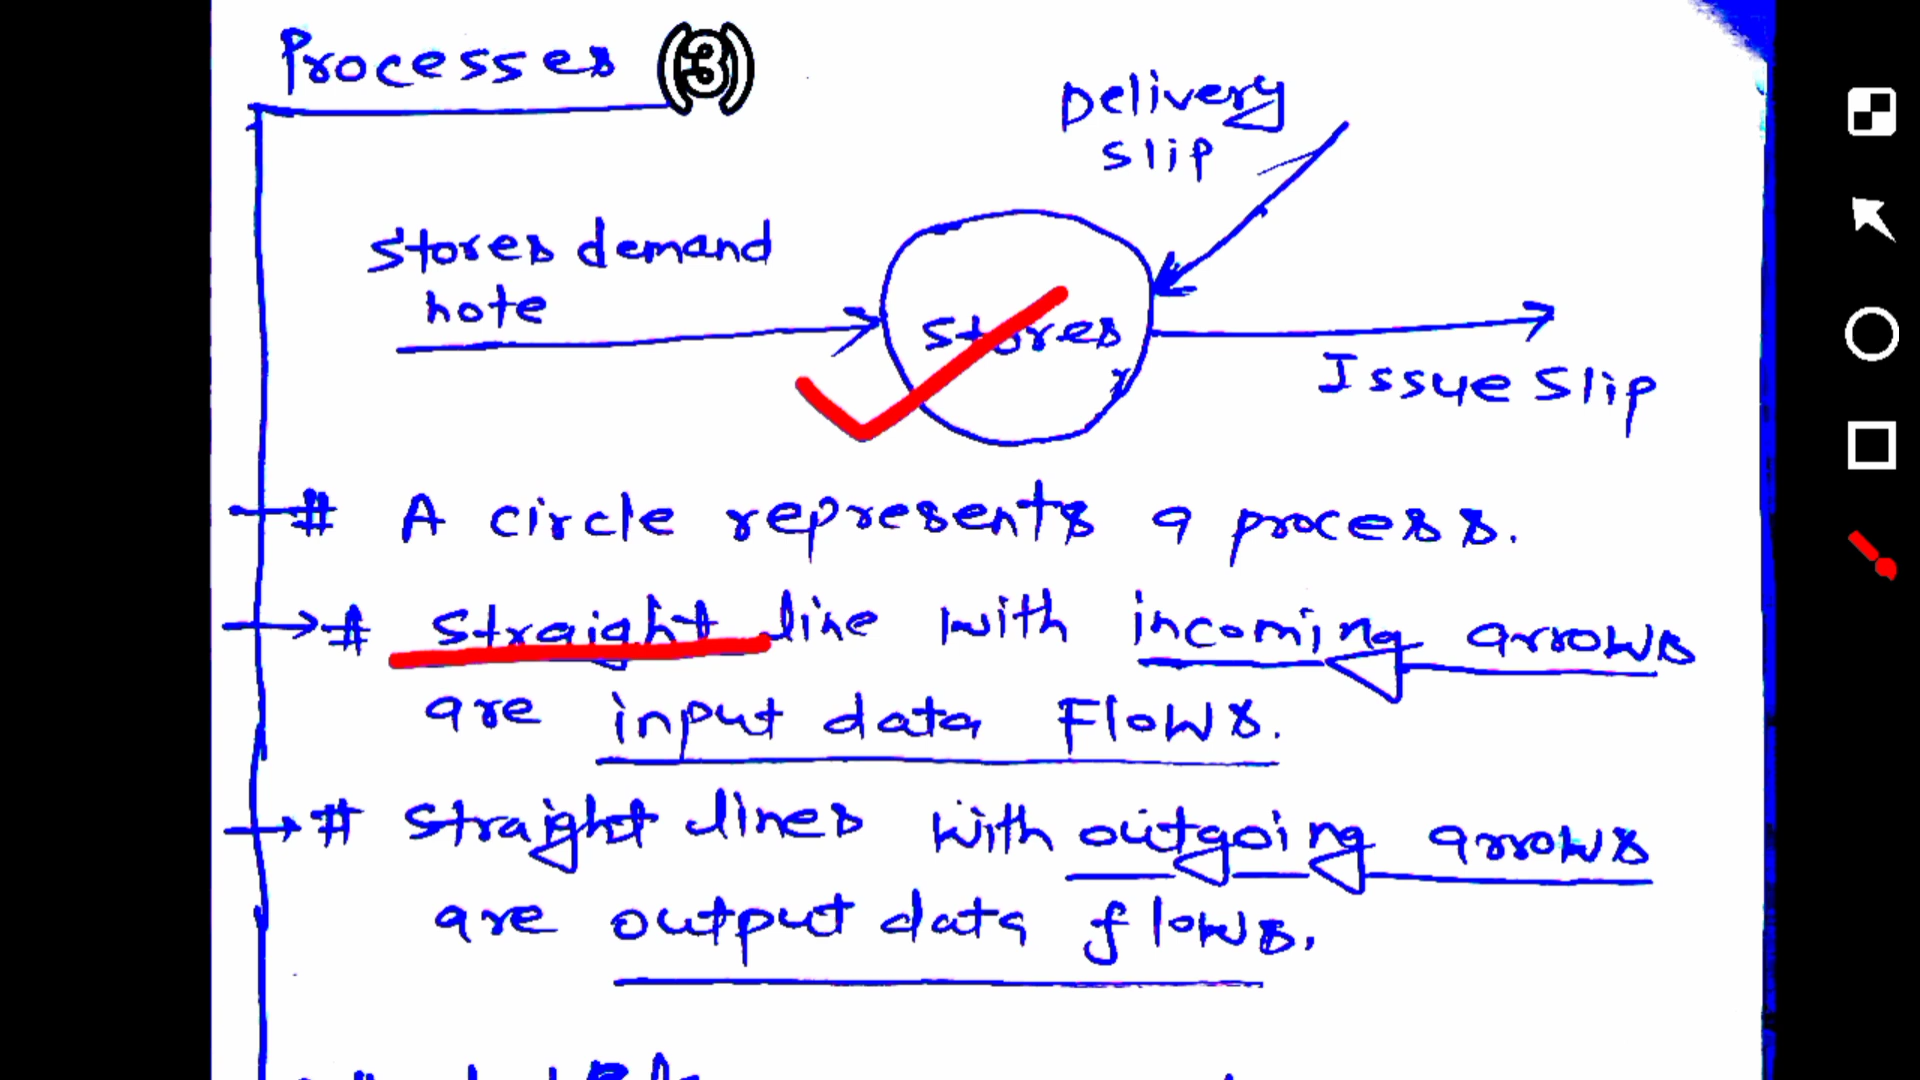 Processes (3)
Delivery
slip
Stores demand
note
Stores
Issue slip
# A circle represents a process.
# Straight line with incoming arrows
are input data Flows.
# Straight lines with outgoing arrows
are output data flows.